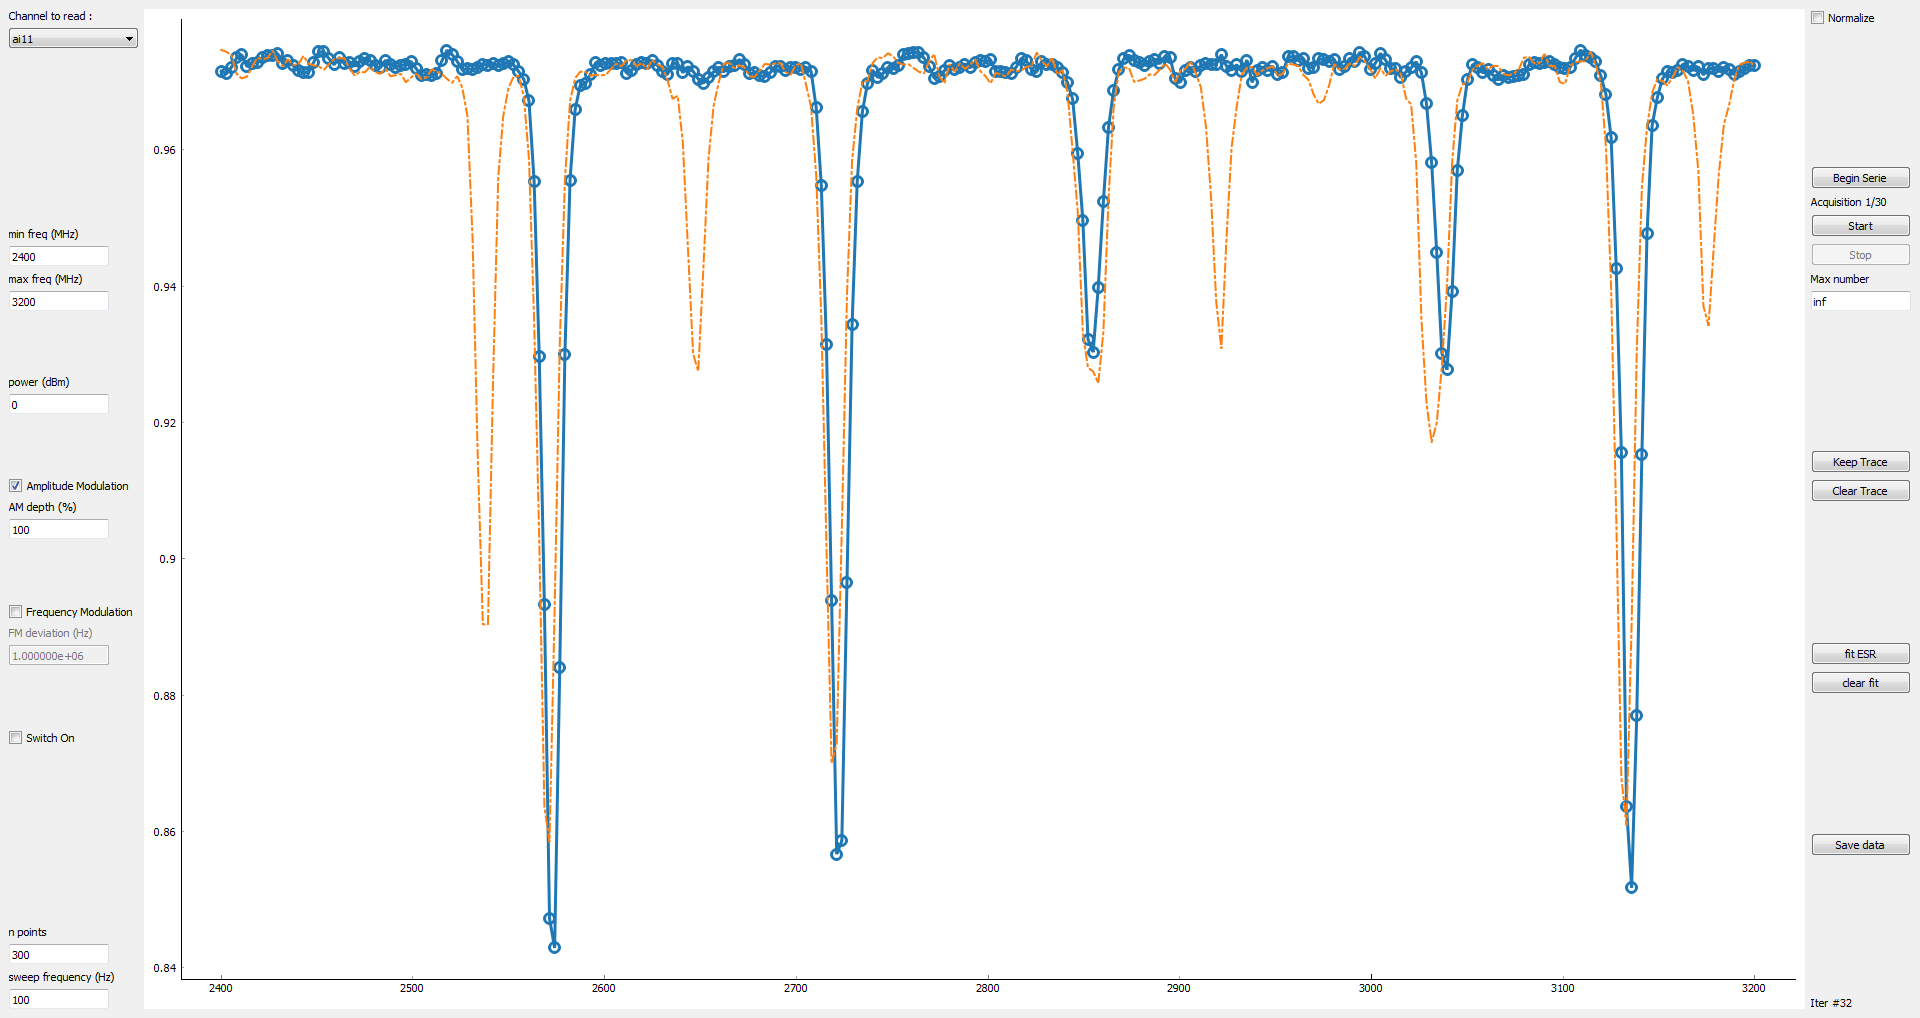 Channel to read :
ai11
min freq (MHz)
2400
max freq (MHz)
3200
power (dBm)
0
Amplitude Modulation
AM depth (%)
100
Frequency Modulation
FM deviation (Hz)
1.000000e+06
Switch On
n points
300
sweep frequency (Hz)
100
0.96
0.94
0.92
0.9
0.88
0.86
0.84
2400 2500 2600 2700 2800 2900 3000 3100 3200
Normalize
Begin Serie
Acquisition 1/30
Start
Stop
Max number
inf
Keep Trace
Clear Trace
fit ESR
clear fit
Save data
Iter #32